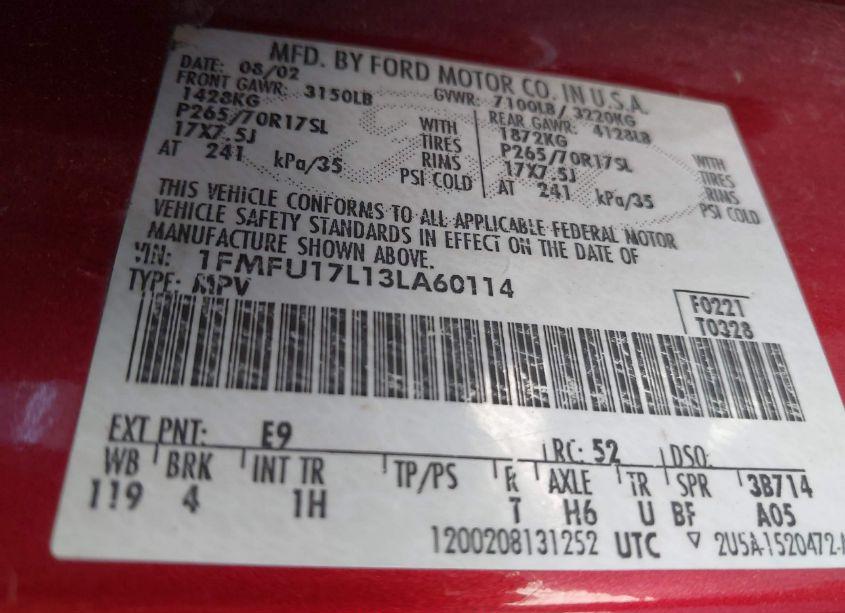 MFD. BY FORD MOTOR CO. IN U.S.A.
DATE: 08/02 GVWR: 7100LB / 3220KG
FRONT GAWR: 3150LB REAR GAWR: 4128LB
1428KG WITH 1872KG WITH
P265/70R17SL TIRES P265/70R17SL TIRES
17X7.5J RIMS 17X7.5J RINS
AT 241 kPa/35 PSI COLD AT 241 kPa/35 PSI COLD
THIS VEHICLE CONFORMS TO ALL APPLICABLE FEDERAL MOTOR
VEHICLE SAFETY STANDARDS IN EFFECT ON THE DATE OF
MANUFACTURE SHOWN ABOVE.
VIN: 1FMFU17L13LA60114
TYPE: MPV
F0221
T0328
EXT PNT: E9 RC: 52 DSO:
WB BRK INT TR TP/PS R AXLE TR SPR 3B714
119 4 1H T H6 U BF A05
1200208131252 UTC ▽ 2U5A-1520472-A